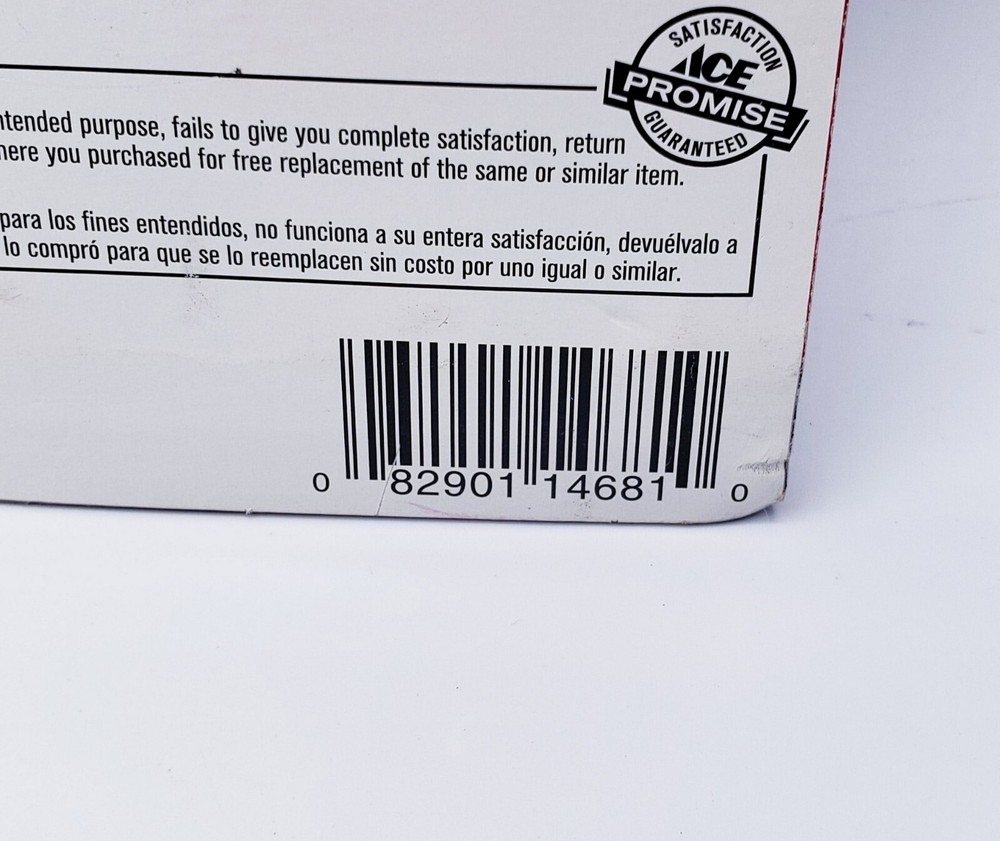 SATISFACTION
ACE
PROMISE
GUARANTEED
ntended purpose, fails to give you complete satisfaction, return
here you purchased for free replacement of the same or similar item.
para los fines entendidos, no funciona a su entera satisfacción, devuélvalo a
lo compró para que se lo reemplacen sin costo por uno igual o similar.
0 82901 14681 0